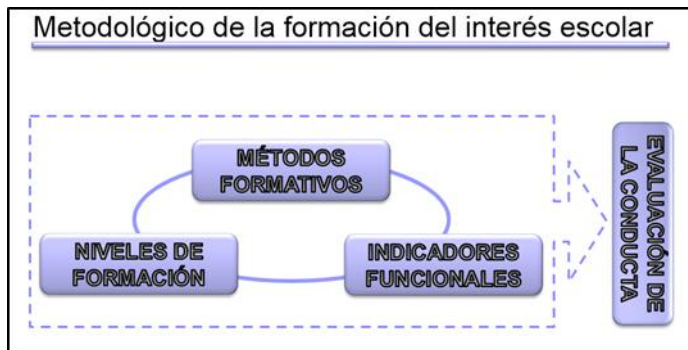 Metodológico de la formación del interés escolar
MÉTODOS
FORMATIVOS
NIVELES DE
FORMACIÓN
INDICADORES
FUNCIONALES
EVALUACIÓN DE
LA CONDUCTA